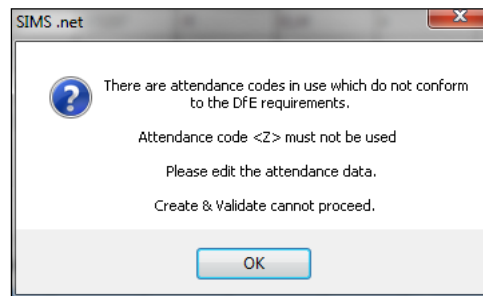 SIMS .net
There are attendance codes in use which do not conform
to the DfE requirements.
Attendance code <Z> must not be used
Please edit the attendance data.
Create & Validate cannot proceed.
OK